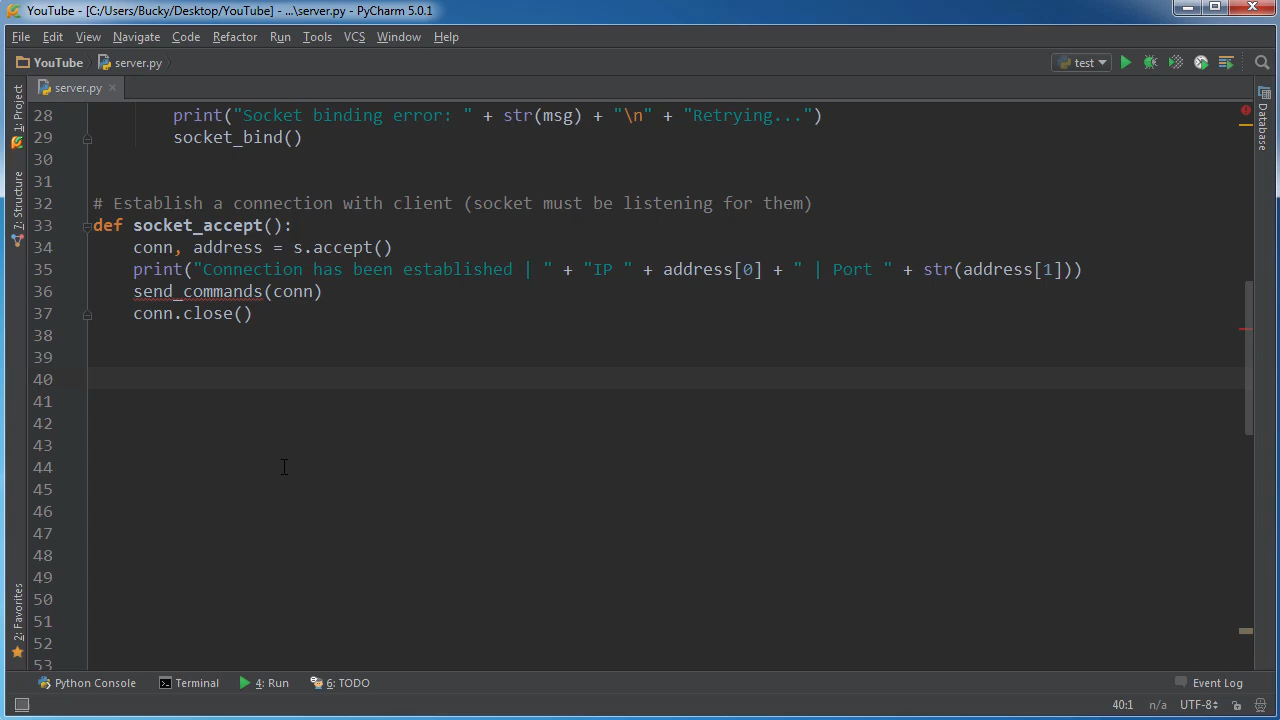 YouTube - [C:/Users/Bucky/Desktop/YouTube] - ...\server.py - PyCharm 5.0.1
File Edit View Navigate Code Refactor Run Tools VCS Window Help
YouTube server.py test
server.py
1: Project
7: Structure
2: Favorites
Database
28 print("Socket binding error: " + str(msg) + "\n" + "Retrying...")
29 socket_bind()
30
31
32 # Establish a connection with client (socket must be listening for them)
33 def socket_accept():
34 conn, address = s.accept()
35 print("Connection has been established | " + "IP " + address[0] + " | Port " + str(address[1]))
36 send_commands(conn)
37 conn.close()
38
39
40
41
42
43
44
45
46
47
48
49
50
51
52
53
Python Console Terminal 4: Run 6: TODO Event Log
40:1 n/a UTF-8